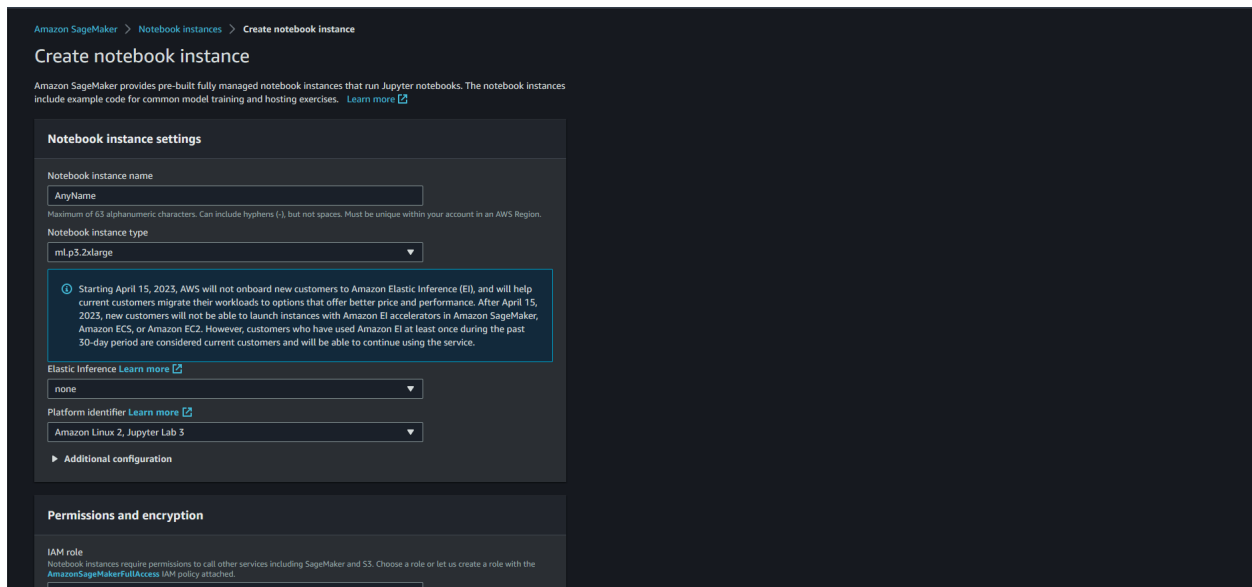 Amazon SageMaker > Notebook instances > Create notebook instance
Create notebook instance
Amazon SageMaker provides pre-built fully managed notebook instances that run Jupyter notebooks. The notebook instances
include example code for common model training and hosting exercises. Learn more
Notebook instance settings
Notebook instance name
AnyName
Maximum of 63 alphanumeric characters. Can include hyphens (-), but not spaces. Must be unique within your account in an AWS Region.
Notebook instance type
ml.p3.2xlarge
Starting April 15, 2023, AWS will not onboard new customers to Amazon Elastic Inference (EI), and will help
current customers migrate their workloads to options that offer better price and performance. After April 15,
2023, new customers will not be able to launch instances with Amazon EI accelerators in Amazon SageMaker,
Amazon ECS, or Amazon EC2. However, customers who have used Amazon EI at least once during the past
30-day period are considered current customers and will be able to continue using the service.
Elastic Inference Learn more
none
Platform identifier Learn more
Amazon Linux 2, Jupyter Lab 3
Additional configuration
Permissions and encryption
IAM role
Notebook instances require permissions to call other services including SageMaker and S3. Choose a role or let us create a role with the
AmazonSageMakerFullAccess IAM policy attached.